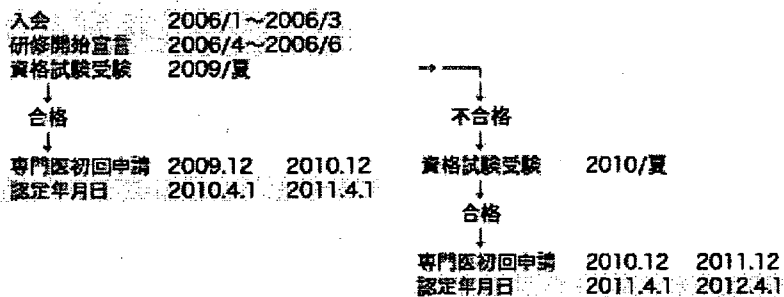 入会 2006/1～2006/3
研修開始宣言 2006/4～2006/6
資格試験受験 2009/夏
合格
専門医初回申請 2009.12 2010.12
認定年月日 2010.4.1 2011.4.1
不合格
資格試験受験 2010/夏
合格
専門医初回申請 2010.12 2011.12
認定年月日 2011.4.1 2012.4.1